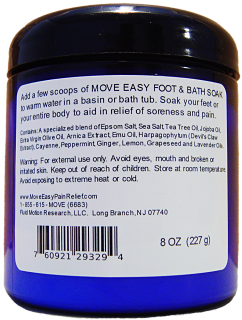 Add a few scoops of MOVE EASY FOOT & BATH SOAK
to warm water in a basin or bath tub. Soak your feet or
your entire body to aid in relief of soreness and pain.
Contains: A specialized blend of Epsom Salt, Sea Salt, Tea Tree Oil, Jojoba Oil,
Extra Virgin Olive Oil, Arnica Extract, Emu Oil, Harpagophytum (Devil's Claw
Extract), Cayenne, Peppermint, Ginger, Lemon, Grapeseed and Lavender Oils.
Warning: For external use only. Avoid eyes, mouth and broken or
irritated skin. Keep out of reach of children. Store at room temperature.
Avoid exposing to extreme heat or cold.
www.MoveEasyPainRelief.com
1-855-615-MOVE (6683)
Fluid Motion Research, LLC. Long Branch, NJ 07740
7 60921 29329 4
8 OZ (227 g)